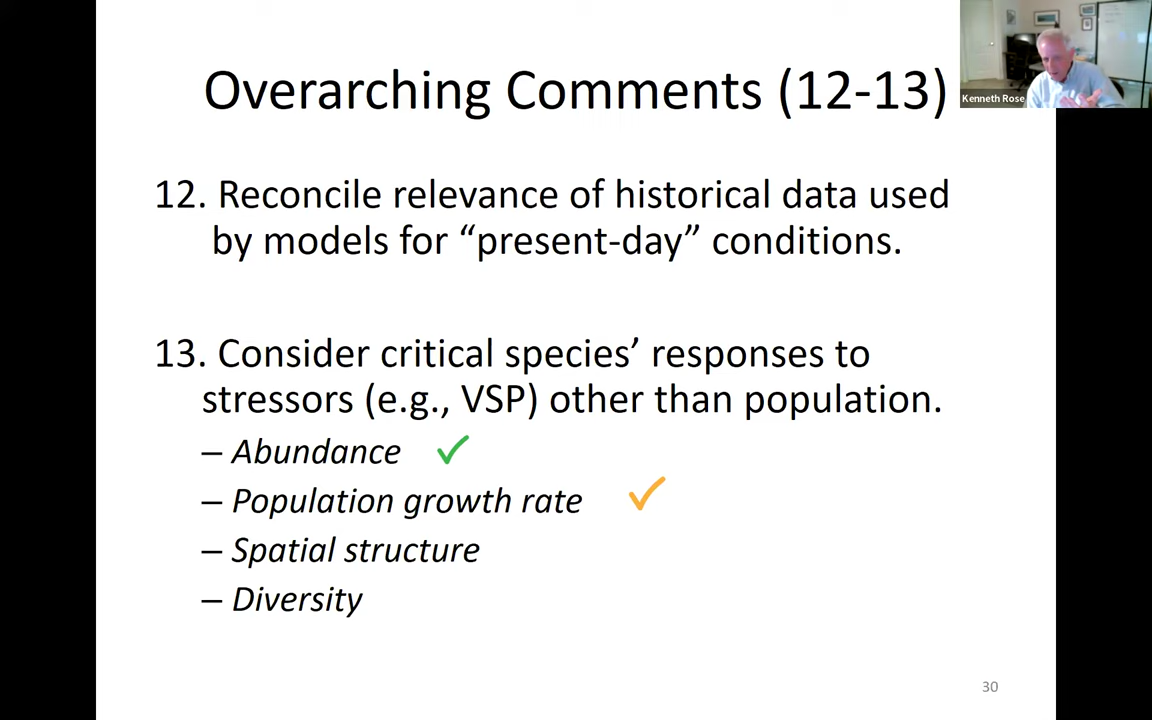 Overarching Comments (12-13)
Kenneth Rose
12. Reconcile relevance of historical data used
by models for “present-day” conditions.
13. Consider critical species’ responses to
stressors (e.g., VSP) other than population.
– Abundance
– Population growth rate
– Spatial structure
– Diversity
30